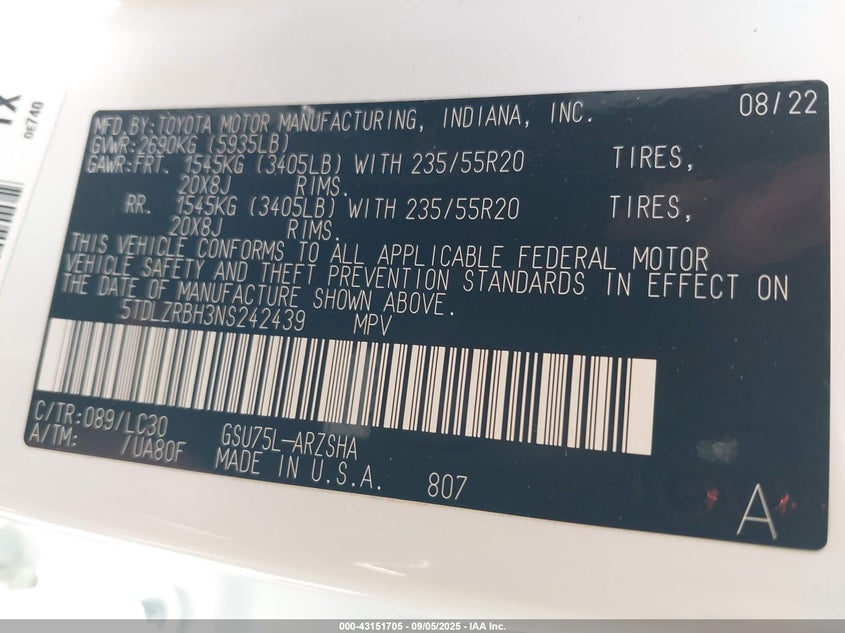 1X
0E740
08/22
MFD.BY:TOYOTA MOTOR MANUFACTURING, INDIANA, INC.
GVWR:2690KG (5935LB)
GAWR:FRT. 1545KG (3405LB) WITH 235/55R20 TIRES,
20X8J RIMS.
RR. 1545KG (3405LB) WITH 235/55R20 TIRES,
20X8J RIMS.
THIS VEHICLE CONFORMS TO ALL APPLICABLE FEDERAL MOTOR
VEHICLE SAFETY AND THEFT PREVENTION STANDARDS IN EFFECT ON
THE DATE OF MANUFACTURE SHOWN ABOVE.
5TDLZRBH3NS242439 MPV
C/TR:089/LC30 GSU75L-ARZSHA
A/TM: /UA80F MADE IN U.S.A. 807
A
000-43151705 - 09/05/2025 - IAA Inc.